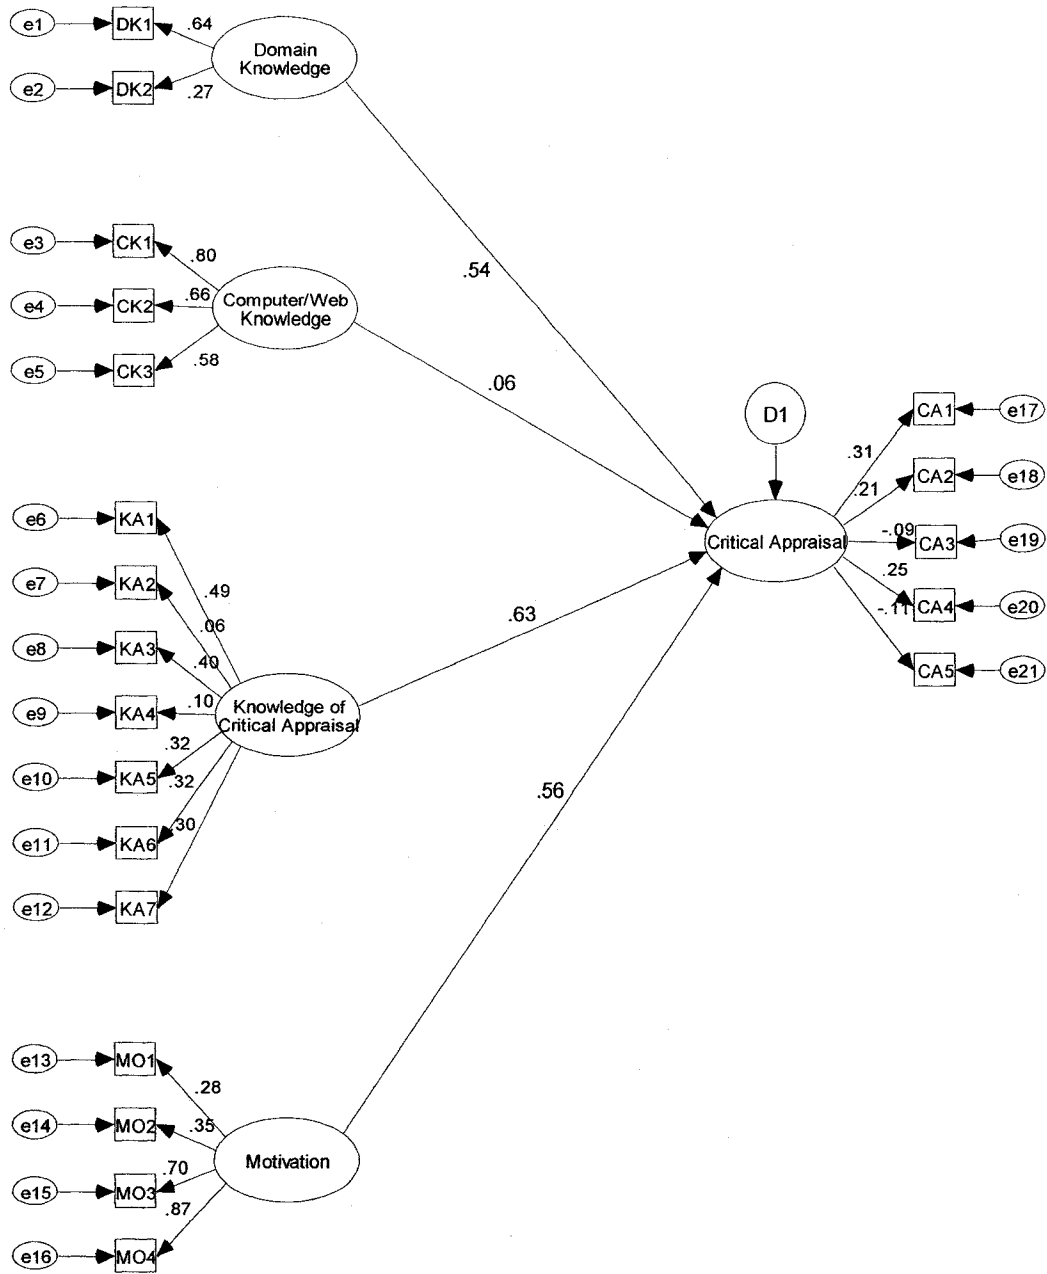 e1
DK1
.64
Domain
Knowledge
e2
DK2
.27
e3
CK1
.80
e4
CK2
.66
Computer/Web
Knowledge
e5
CK3
.58
.54
.06
D1
CA1
e17
.31
CA2
e18
.21
Critical Appraisal
-.09
CA3
e19
.25
CA4
e20
-.11
CA5
e21
e6
KA1
.49
e7
KA2
.06
e8
KA3
.40
e9
KA4
.10
Knowledge of
Critical Appraisal
.63
e10
KA5
.32
e11
KA6
.32
e12
KA7
.30
.56
e13
MO1
.28
e14
MO2
.35
Motivation
e15
MO3
.70
e16
MO4
.87